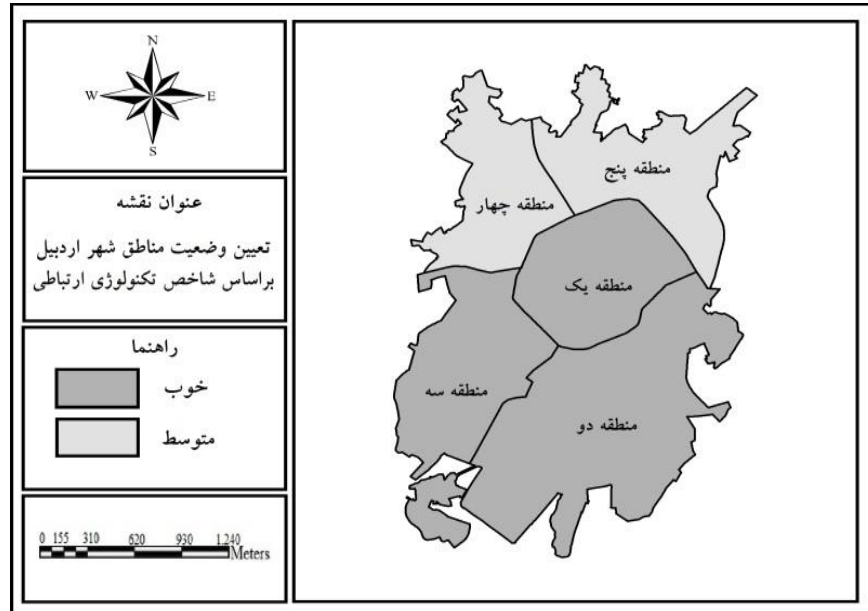 N
W
E
S
عنوان نقشه
تعیین وضعیت مناطق شهر اردبیل
براساس شاخص تکنولوژی ارتباطی
راهنما
خوب
متوسط
0 155 310 620 930 1,240
Meters
منطقه پنج
منطقه چهار
منطقه یک
منطقه سه
منطقه دو